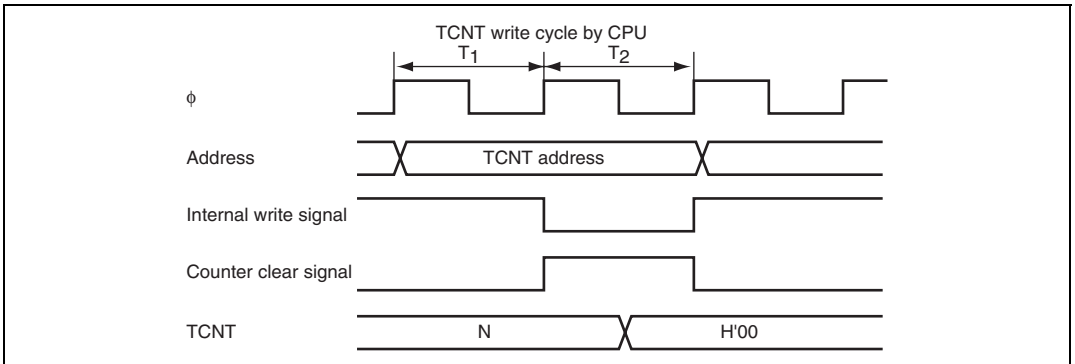 TCNT write cycle by CPU
T1 T2
ϕ
Address TCNT address
Internal write signal
Counter clear signal
TCNT N H'00